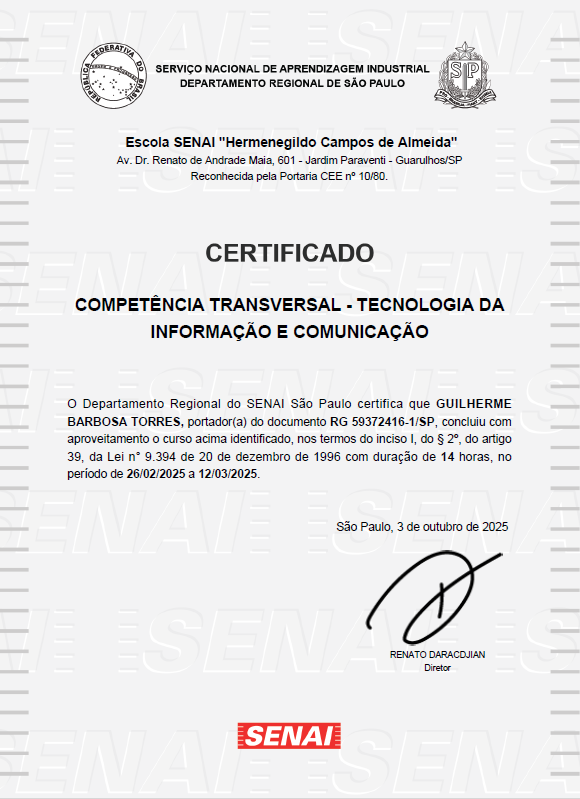 REPÚBLICA FEDERATIVA DO BRASIL
SP
SERVIÇO NACIONAL DE APRENDIZAGEM INDUSTRIAL
DEPARTAMENTO REGIONAL DE SÃO PAULO
Escola SENAI "Hermenegildo Campos de Almeida"
Av. Dr. Renato de Andrade Maia, 601 - Jardim Paraventi - Guarulhos/SP
Reconhecida pela Portaria CEE nº 10/80.
CERTIFICADO
COMPETÊNCIA TRANSVERSAL - TECNOLOGIA DA
INFORMAÇÃO E COMUNICAÇÃO
O Departamento Regional do SENAI São Paulo certifica que GUILHERME
BARBOSA TORRES, portador(a) do documento RG 59372416-1/SP, concluiu com
aproveitamento o curso acima identificado, nos termos do inciso I, do § 2º, do artigo
39, da Lei n° 9.394 de 20 de dezembro de 1996 com duração de 14 horas, no
período de 26/02/2025 a 12/03/2025.
São Paulo, 3 de outubro de 2025
RENATO DARACDJIAN
Diretor
SENAI